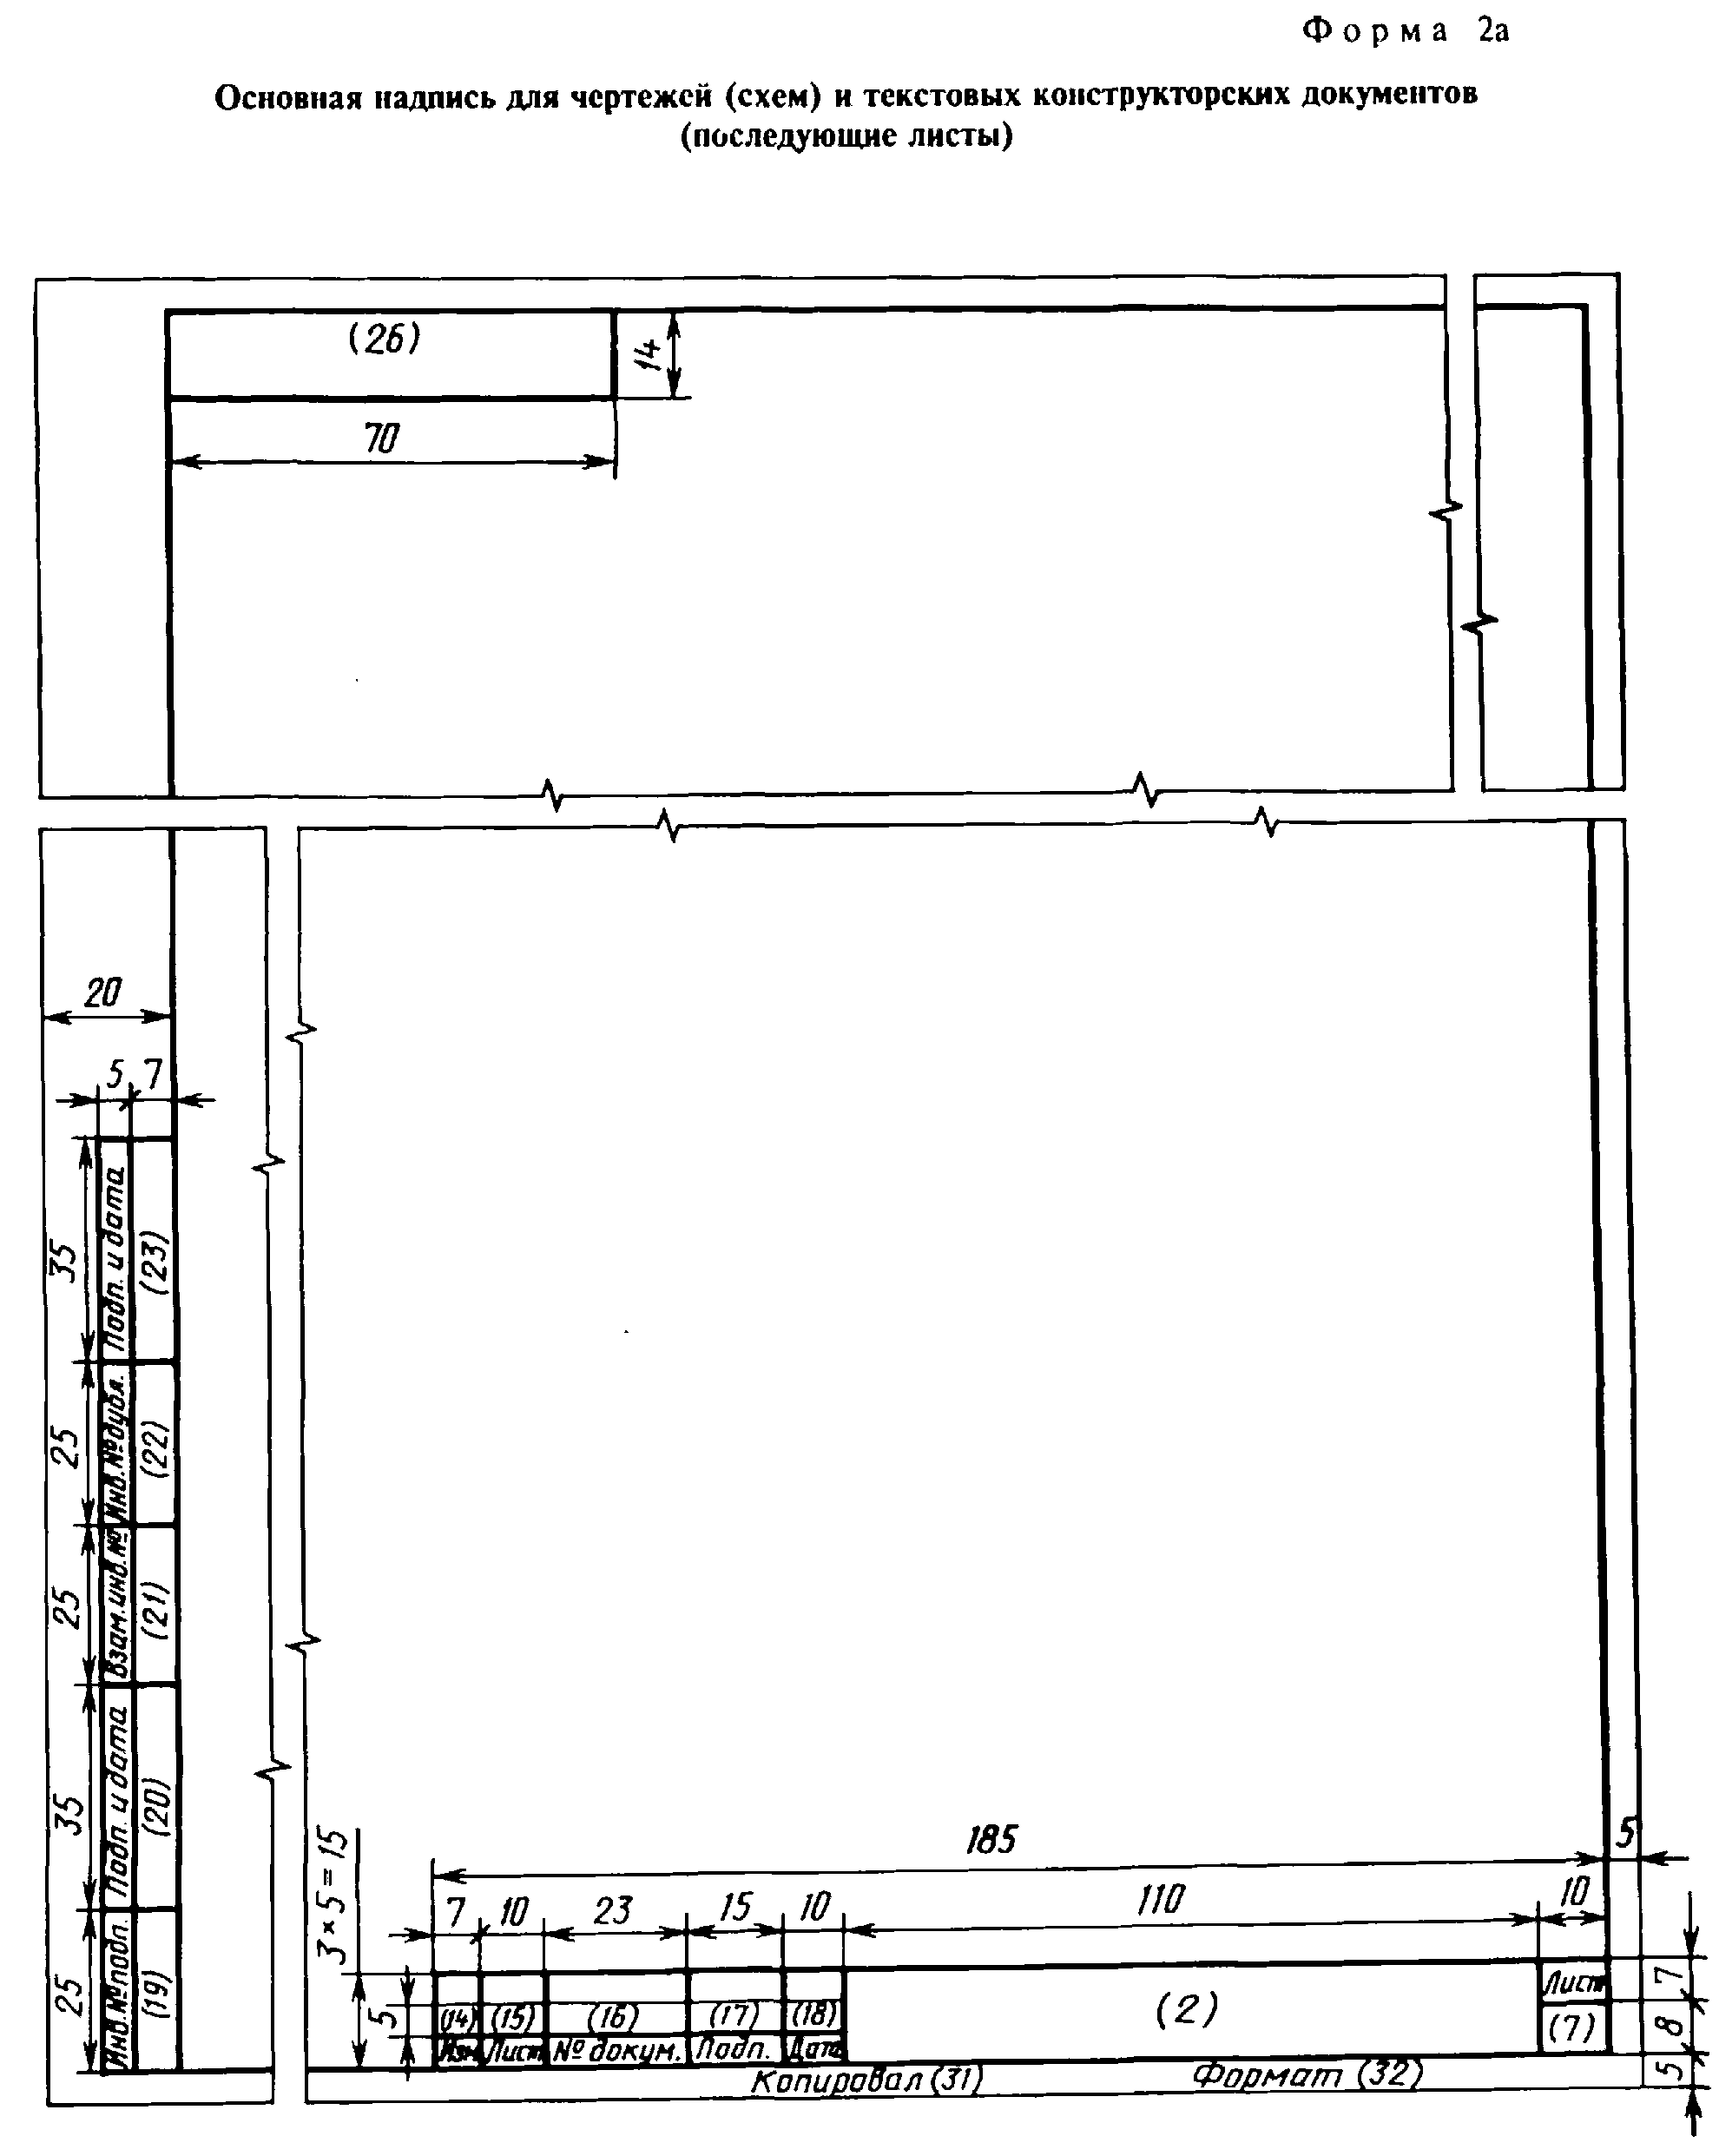 Форма 2а
Основная надпись для чертежей (схем) и текстовых конструкторских документов
(последующие листы)
(26)
14
70
20
5 7
35 Подп. и дата (23)
25 Инв.№ дубл. (22)
25 Взам.инв.№ (21)
35 Подп. и дата (20)
25 Инв.№ подл. (19)
3×5=15
185
5
7 10 23 15 10 110 10
5
(14) (15) (16) (17) (18)
Изм Лист № докум. Подп. Дата
(2)
Лист
(7)
7
8
5
Копировал (31) Формат (32)